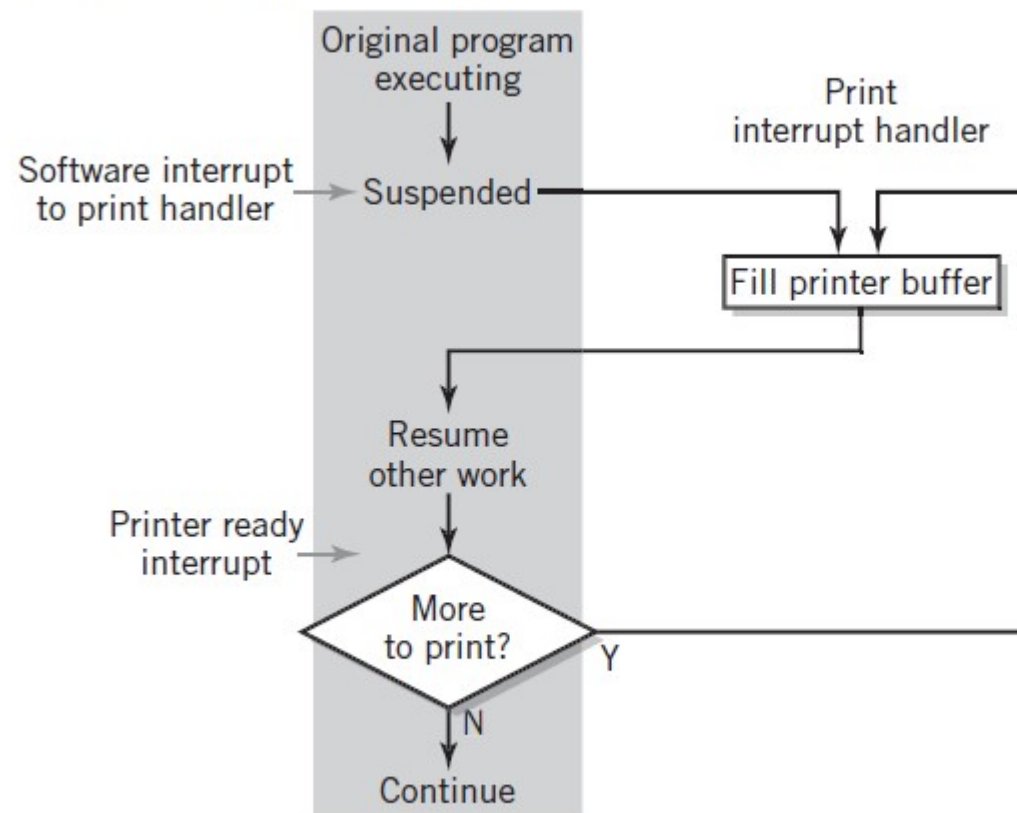 Original program
executing
Print
interrupt handler
Software interrupt
to print handler
Suspended
Fill printer buffer
Resume
other work
Printer ready
interrupt
More
to print?
Y
N
Continue